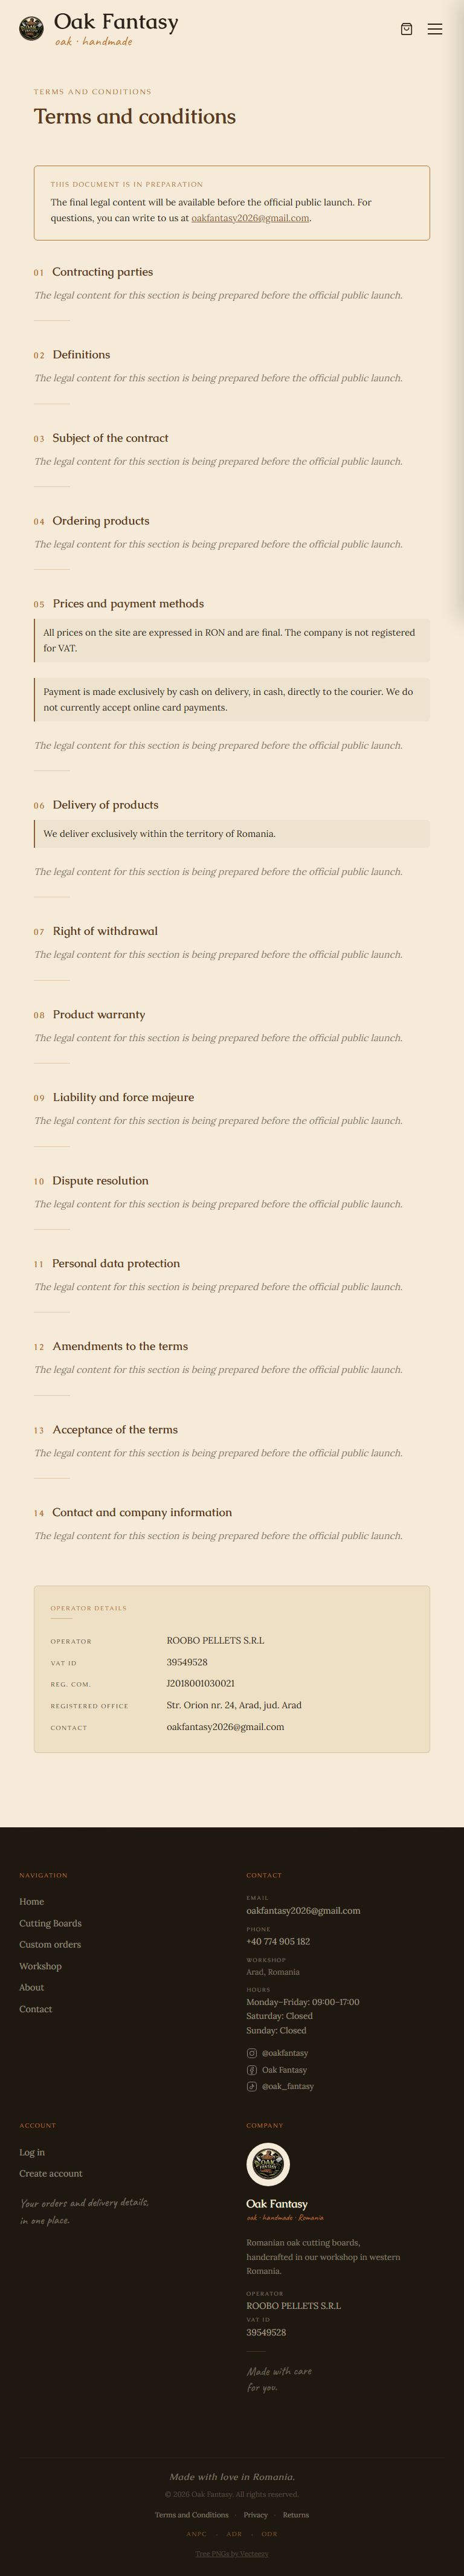 Oak Fantasy
oak · handmade
TERMS AND CONDITIONS
Terms and conditions
THIS DOCUMENT IS IN PREPARATION
The final legal content will be available before the official public launch. For
questions, you can write to us at oakfantasy2026@gmail.com.
01 Contracting parties
The legal content for this section is being prepared before the official public launch.
02 Definitions
The legal content for this section is being prepared before the official public launch.
03 Subject of the contract
The legal content for this section is being prepared before the official public launch.
04 Ordering products
The legal content for this section is being prepared before the official public launch.
05 Prices and payment methods
All prices on the site are expressed in RON and are final. The company is not registered
for VAT.
Payment is made exclusively by cash on delivery, in cash, directly to the courier. We do
not currently accept online card payments.
The legal content for this section is being prepared before the official public launch.
06 Delivery of products
We deliver exclusively within the territory of Romania.
The legal content for this section is being prepared before the official public launch.
07 Right of withdrawal
The legal content for this section is being prepared before the official public launch.
08 Product warranty
The legal content for this section is being prepared before the official public launch.
09 Liability and force majeure
The legal content for this section is being prepared before the official public launch.
10 Dispute resolution
The legal content for this section is being prepared before the official public launch.
11 Personal data protection
The legal content for this section is being prepared before the official public launch.
12 Amendments to the terms
The legal content for this section is being prepared before the official public launch.
13 Acceptance of the terms
The legal content for this section is being prepared before the official public launch.
14 Contact and company information
The legal content for this section is being prepared before the official public launch.
OPERATOR DETAILS
OPERATOR ROOBO PELLETS S.R.L
VAT ID 39549528
REG. COM. J2018001030021
REGISTERED OFFICE Str. Orion nr. 24, Arad, jud. Arad
CONTACT oakfantasy2026@gmail.com
NAVIGATION
Home
Cutting Boards
Custom orders
Workshop
About
Contact
CONTACT
EMAIL
oakfantasy2026@gmail.com
PHONE
+40 774 905 182
WORKSHOP
Arad, Romania
HOURS
Monday–Friday: 09:00–17:00
Saturday: Closed
Sunday: Closed
@oakfantasy
Oak Fantasy
@oak_fantasy
ACCOUNT
Log in
Create account
Your orders and delivery details,
in one place.
COMPANY
OAK
FANTASY
Oak Fantasy
oak · handmade · Romania
Romanian oak cutting boards,
handcrafted in our workshop in western
Romania.
OPERATOR
ROOBO PELLETS S.R.L
VAT ID
39549528
Made with care
for you.
Made with love in Romania.
© 2026 Oak Fantasy. All rights reserved.
Terms and Conditions · Privacy · Returns
ANPC · ADR · ODR
Tree PNGs by Vecteezy